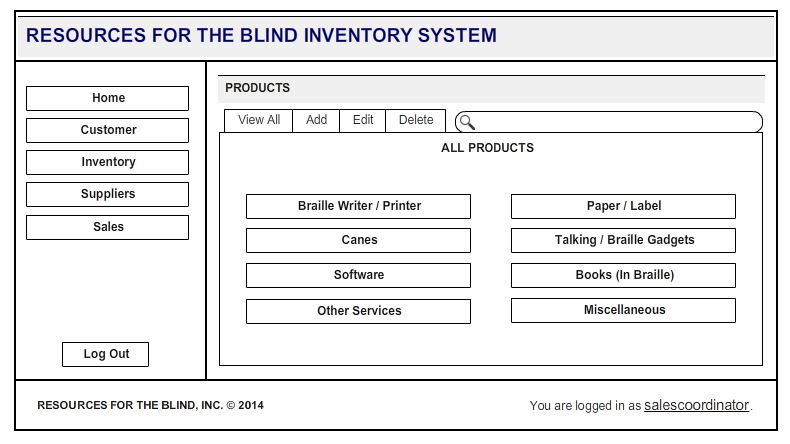 RESOURCES FOR THE BLIND INVENTORY SYSTEM
Home
Customer
Inventory
Suppliers
Sales
Log Out
PRODUCTS
View All Add Edit Delete
ALL PRODUCTS
Braille Writer / Printer Paper / Label
Canes Talking / Braille Gadgets
Software Books (In Braille)
Other Services Miscellaneous
RESOURCES FOR THE BLIND, INC. © 2014 You are logged in as salescoordinator.